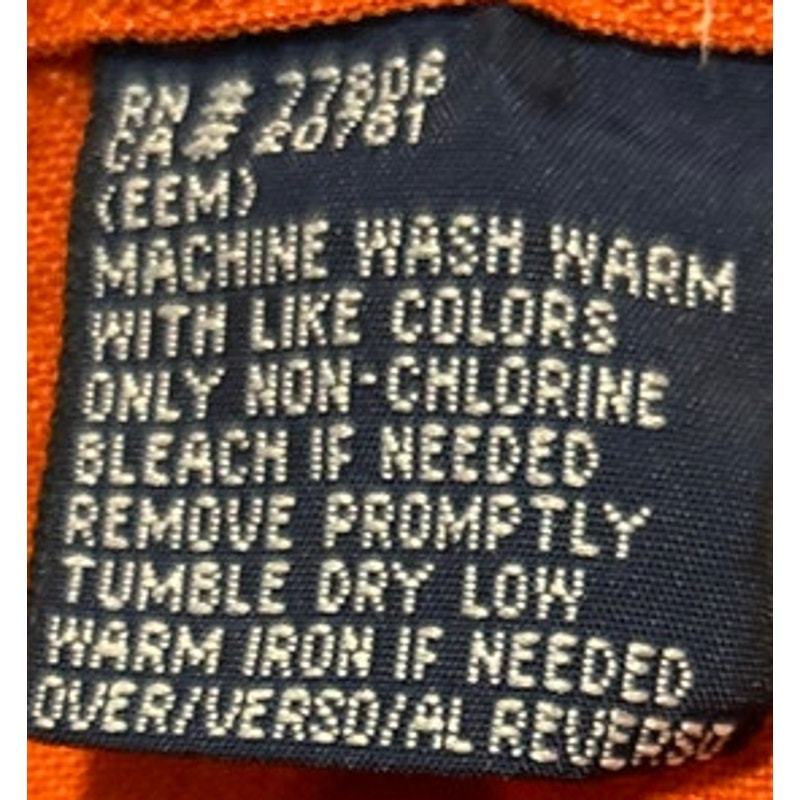 RN # 77806
CA # 20781
(EEM)
MACHINE WASH WARM
WITH LIKE COLORS
ONLY NON-CHLORINE
BLEACH IF NEEDED
REMOVE PROMPTLY
TUMBLE DRY LOW
WARM IRON IF NEEDED
OVER/VERSO/AL REVERSO